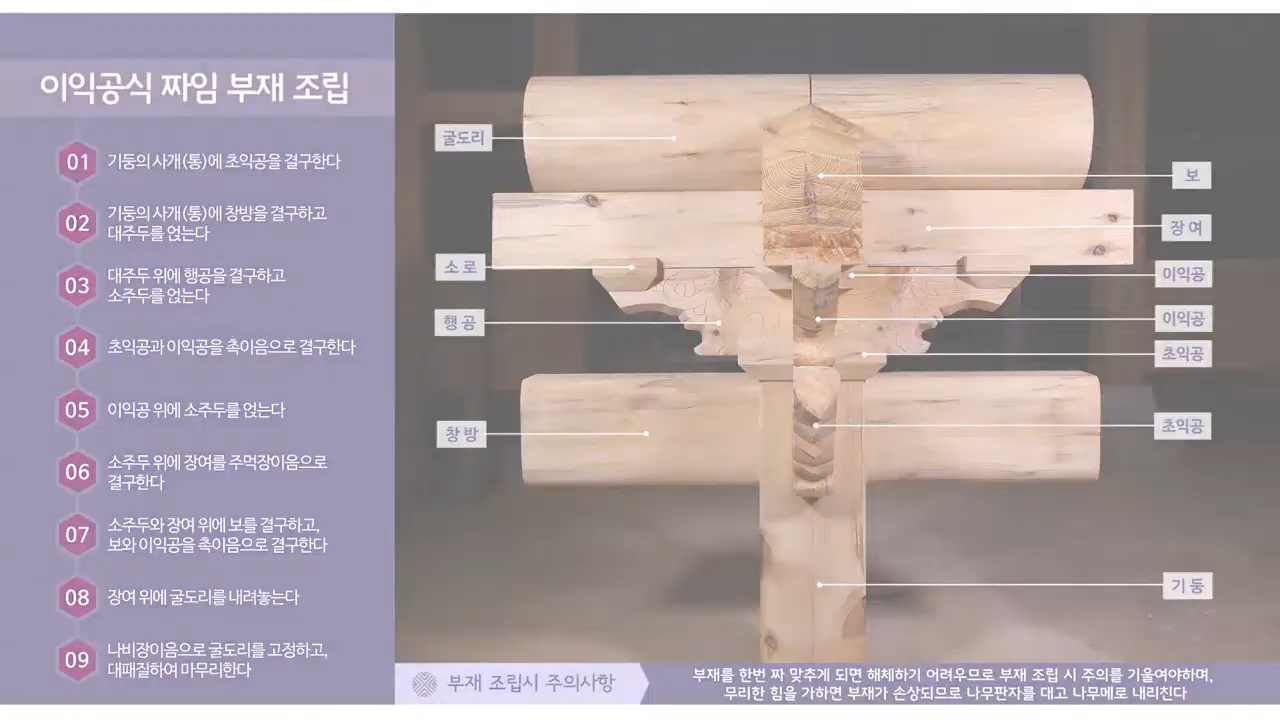 이익공식 짜임 부재 조립
01 기둥의 사개(통)에 초익공을 결구한다
02 기둥의 사개(통)에 창방을 결구하고
대주두를 얹는다
03 대주두 위에 행공을 결구하고
소주두를 얹는다
04 초익공과 이익공을 촉이음으로 결구한다
05 이익공 위에 소주두를 얹는다
06 소주두 위에 장여를 주먹장이음으로
결구한다
07 소주두와 장여 위에 보를 결구하고,
보와 이익공을 촉이음으로 결구한다
08 장여 위에 굴도리를 내려놓는다
09 나비장이음으로 굴도리를 고정하고,
대패질하여 마무리한다
굴도리
소로
행공
창방
보
장여
이익공
이익공
초익공
초익공
기둥
부재 조립시 주의사항
부재를 한번 짜 맞추게 되면 해체하기 어려우므로 부재 조립 시 주의를 기울여야하며,
무리한 힘을 가하면 부재가 손상되므로 나무판자를 대고 나무메로 내리친다